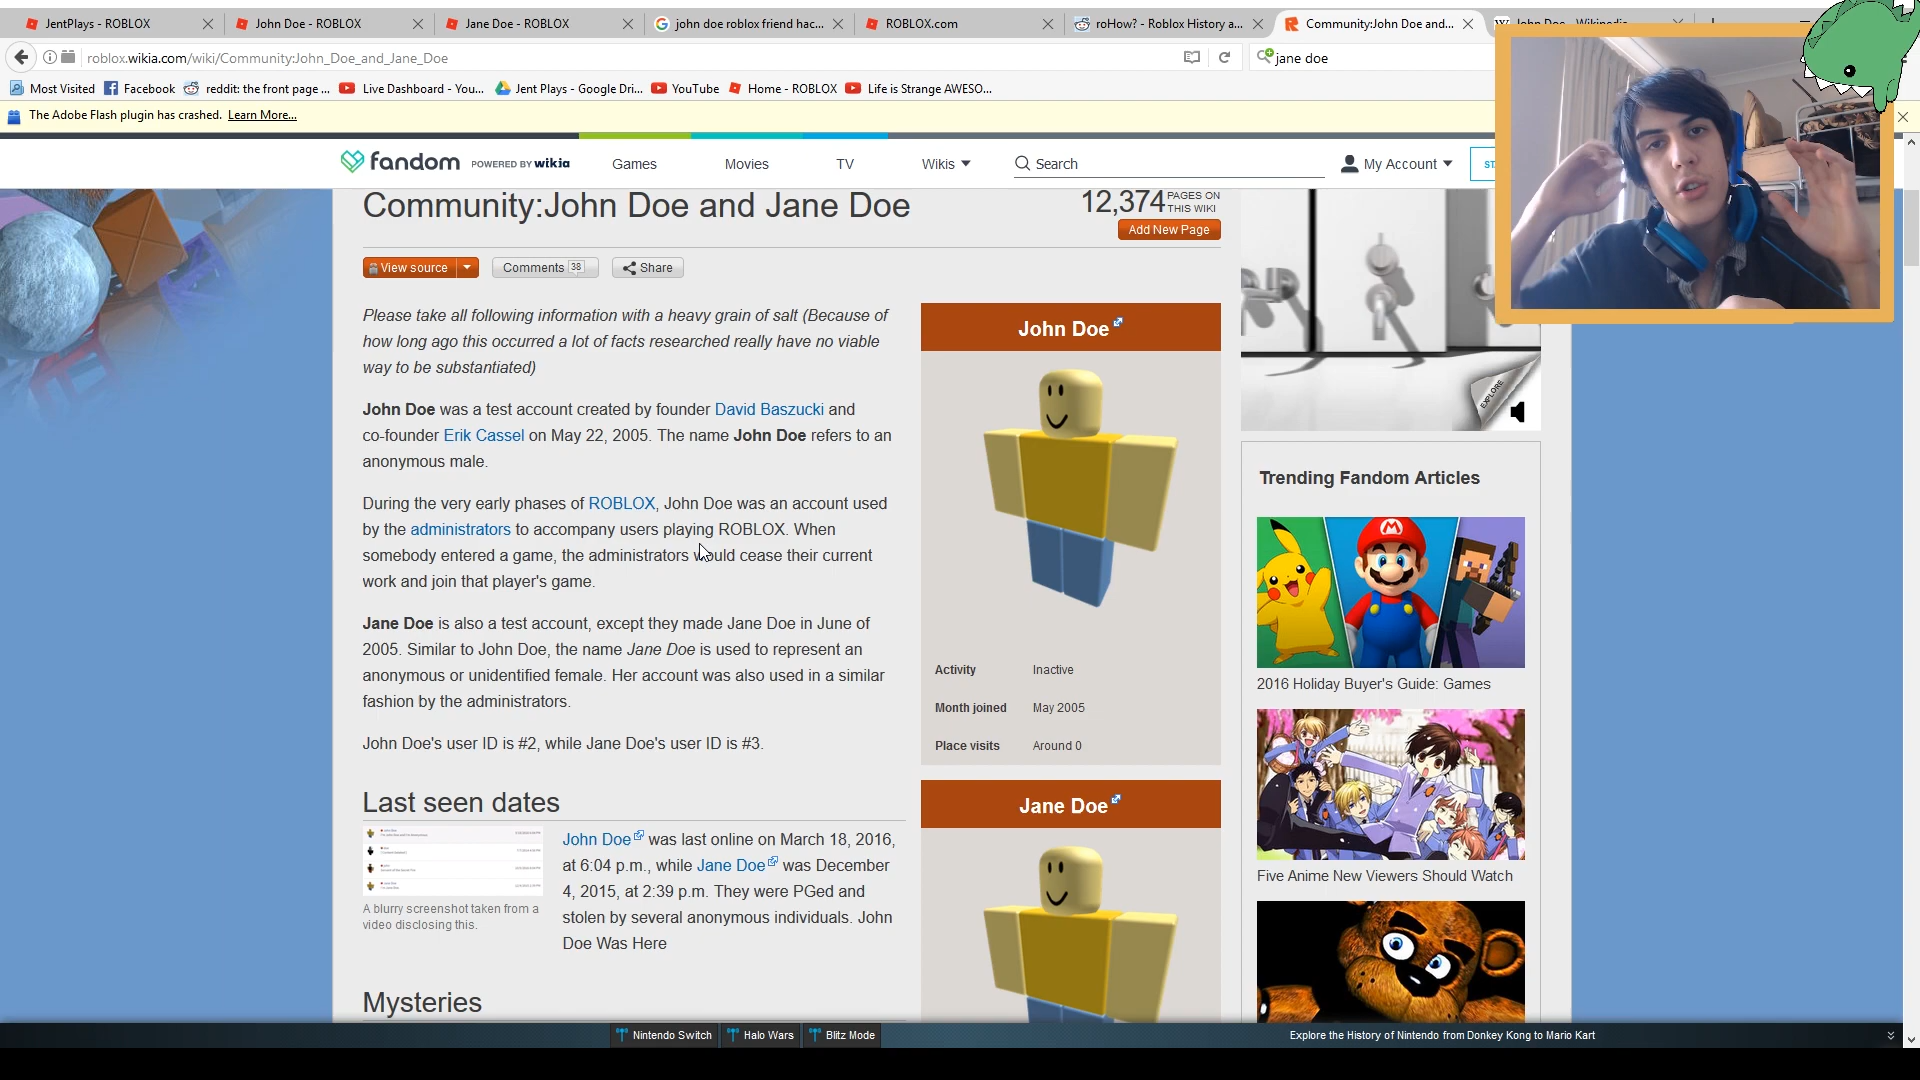 JentPlays - ROBLOX
John Doe - ROBLOX
Jane Doe - ROBLOX
john doe roblox friend hac...
ROBLOX.com
roHow? - Roblox History a...
Community:John Doe and...
John Doe - Wikipedia
roblox.wikia.com/wiki/Community:John_Doe_and_Jane_Doe
jane doe
Most Visited
Facebook
reddit: the front page ...
Live Dashboard - You...
Jent Plays - Google Dri...
YouTube
Home - ROBLOX
Life is Strange AWESO...
The Adobe Flash plugin has crashed. Learn More...
fandom POWERED BY wikia
Games
Movies
TV
Wikis
Search
My Account
Community:John Doe and Jane Doe
12,374 PAGES ON
THIS WIKI
Add New Page
View source
Comments 38
Share
Please take all following information with a heavy grain of salt (Because of
how long ago this occurred a lot of facts researched really have no viable
way to be substantiated)
John Doe was a test account created by founder David Baszucki and
co-founder Erik Cassel on May 22, 2005. The name John Doe refers to an
anonymous male.
During the very early phases of ROBLOX, John Doe was an account used
by the administrators to accompany users playing ROBLOX. When
somebody entered a game, the administrators would cease their current
work and join that player's game.
Jane Doe is also a test account, except they made Jane Doe in June of
2005. Similar to John Doe, the name Jane Doe is used to represent an
anonymous or unidentified female. Her account was also used in a similar
fashion by the administrators.
John Doe's user ID is #2, while Jane Doe's user ID is #3.
Last seen dates
A blurry screenshot taken from a
video disclosing this.
John Doe was last online on March 18, 2016,
at 6:04 p.m., while Jane Doe was December
4, 2015, at 2:39 p.m. They were PGed and
stolen by several anonymous individuals. John
Doe Was Here
Mysteries
John Doe
Activity Inactive
Month joined May 2005
Place visits Around 0
Jane Doe
EXPLORE
Trending Fandom Articles
2016 Holiday Buyer's Guide: Games
Five Anime New Viewers Should Watch
Nintendo Switch
Halo Wars
Blitz Mode
Explore the History of Nintendo from Donkey Kong to Mario Kart